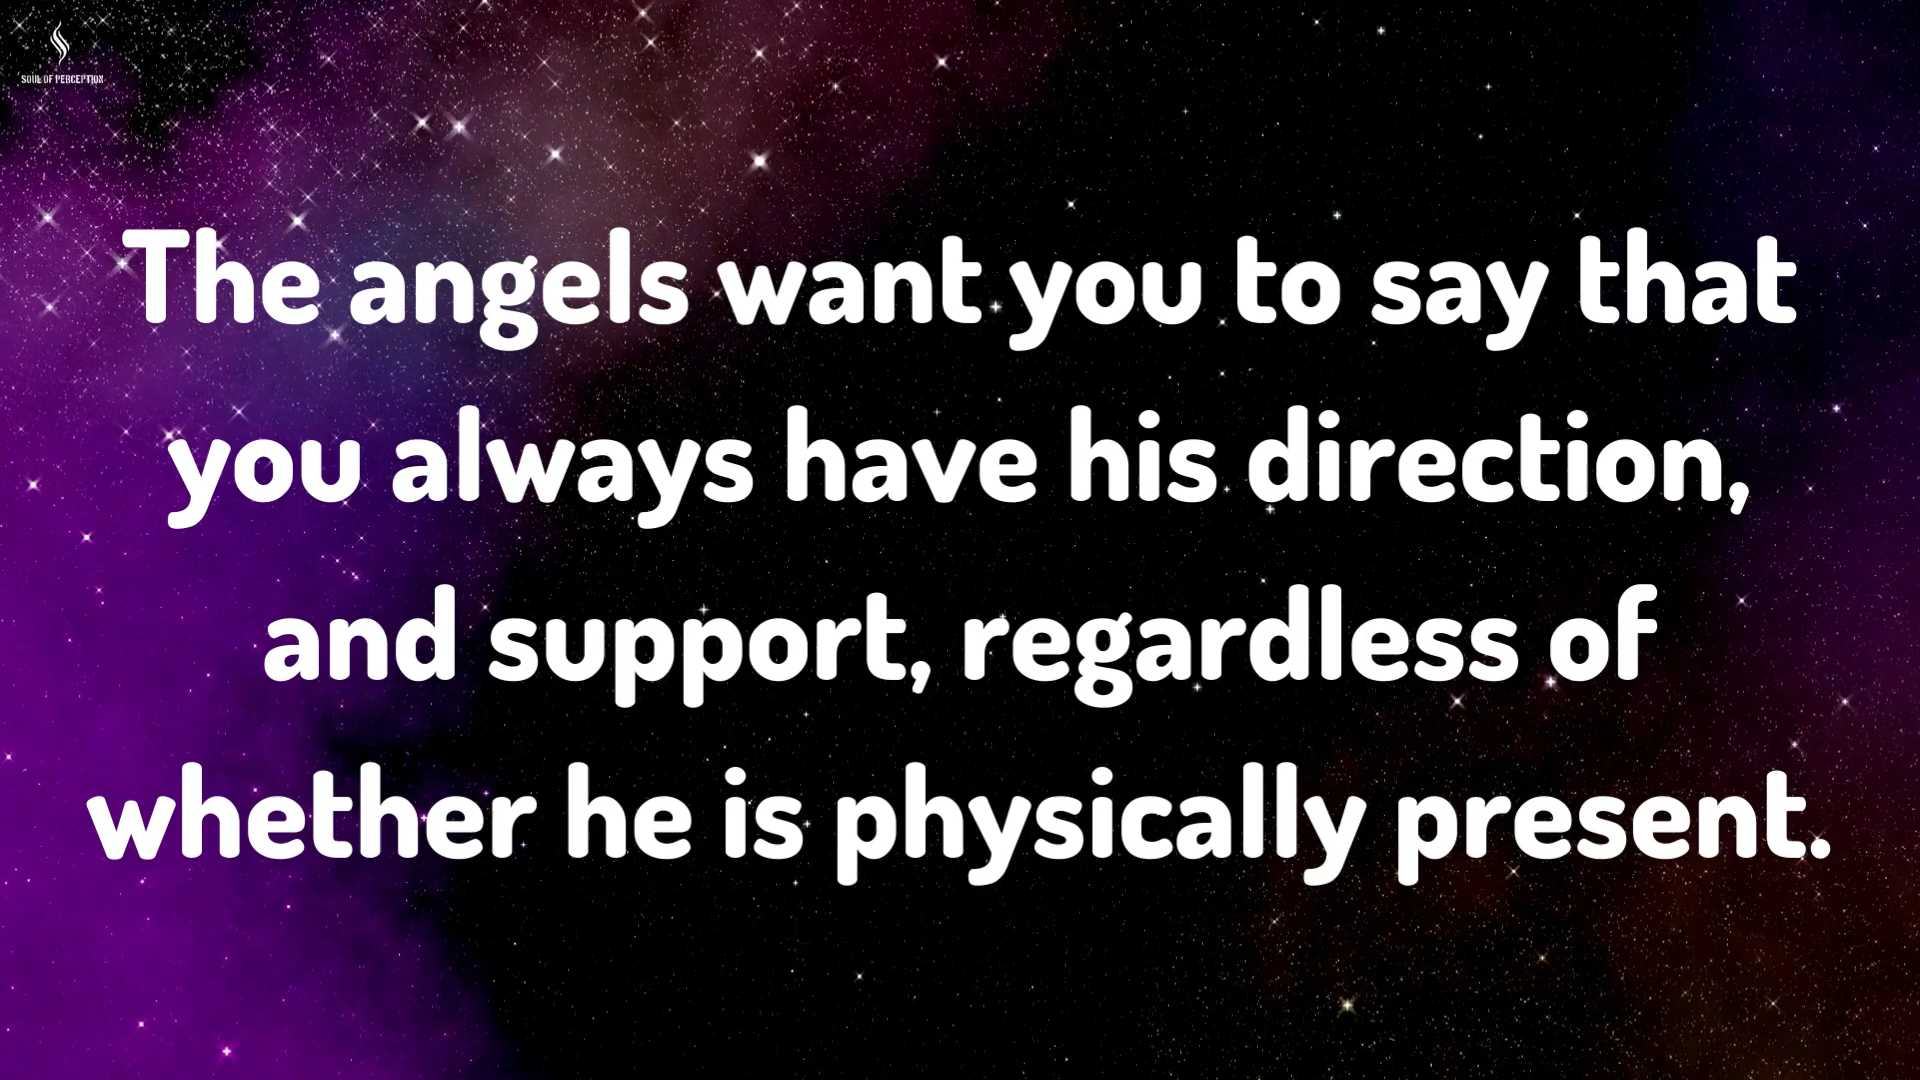 SOUL OF PERCEPTION
The angels want you to say that
you always have his direction,
and support, regardless of
whether he is physically present.